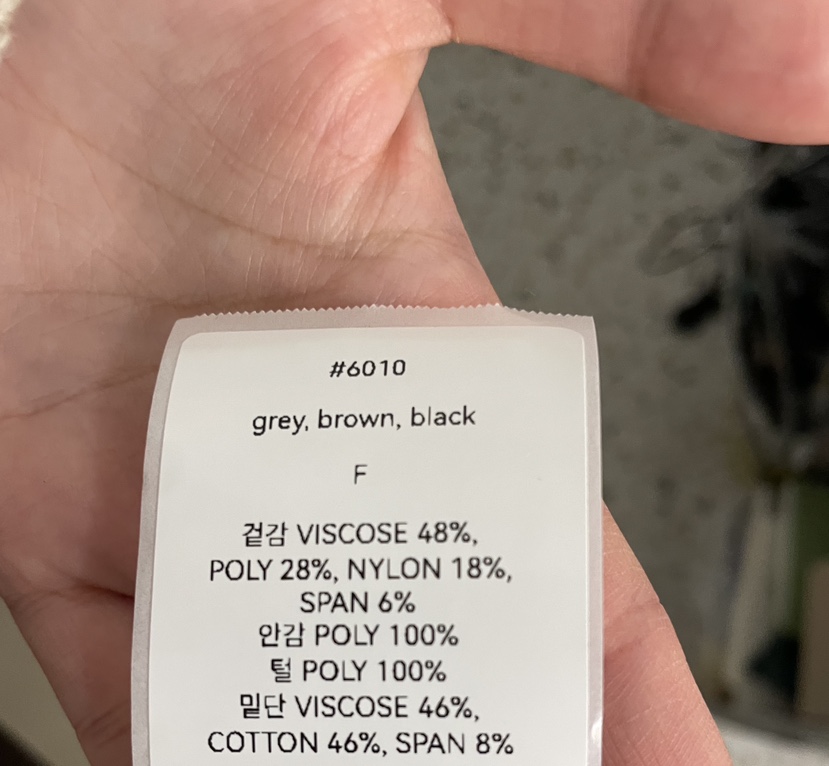 #6010
grey, brown, black
F
겉감 VISCOSE 48%,
POLY 28%, NYLON 18%,
SPAN 6%
안감 POLY 100%
털 POLY 100%
밑단 VISCOSE 46%,
COTTON 46%, SPAN 8%